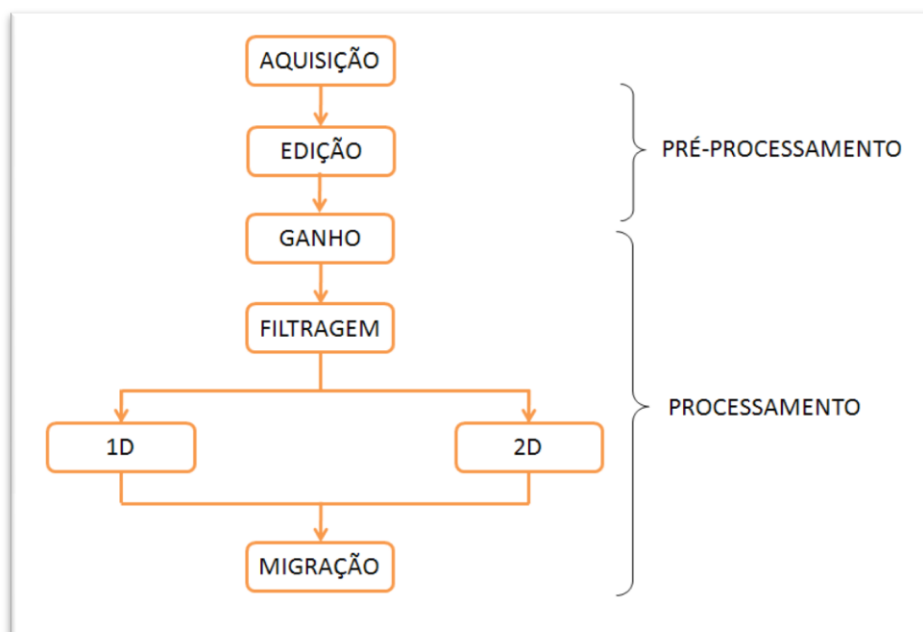 AQUISIÇÃO
EDIÇÃO
PRÉ-PROCESSAMENTO
GANHO
FILTRAGEM
PROCESSAMENTO
1D
2D
MIGRAÇÃO